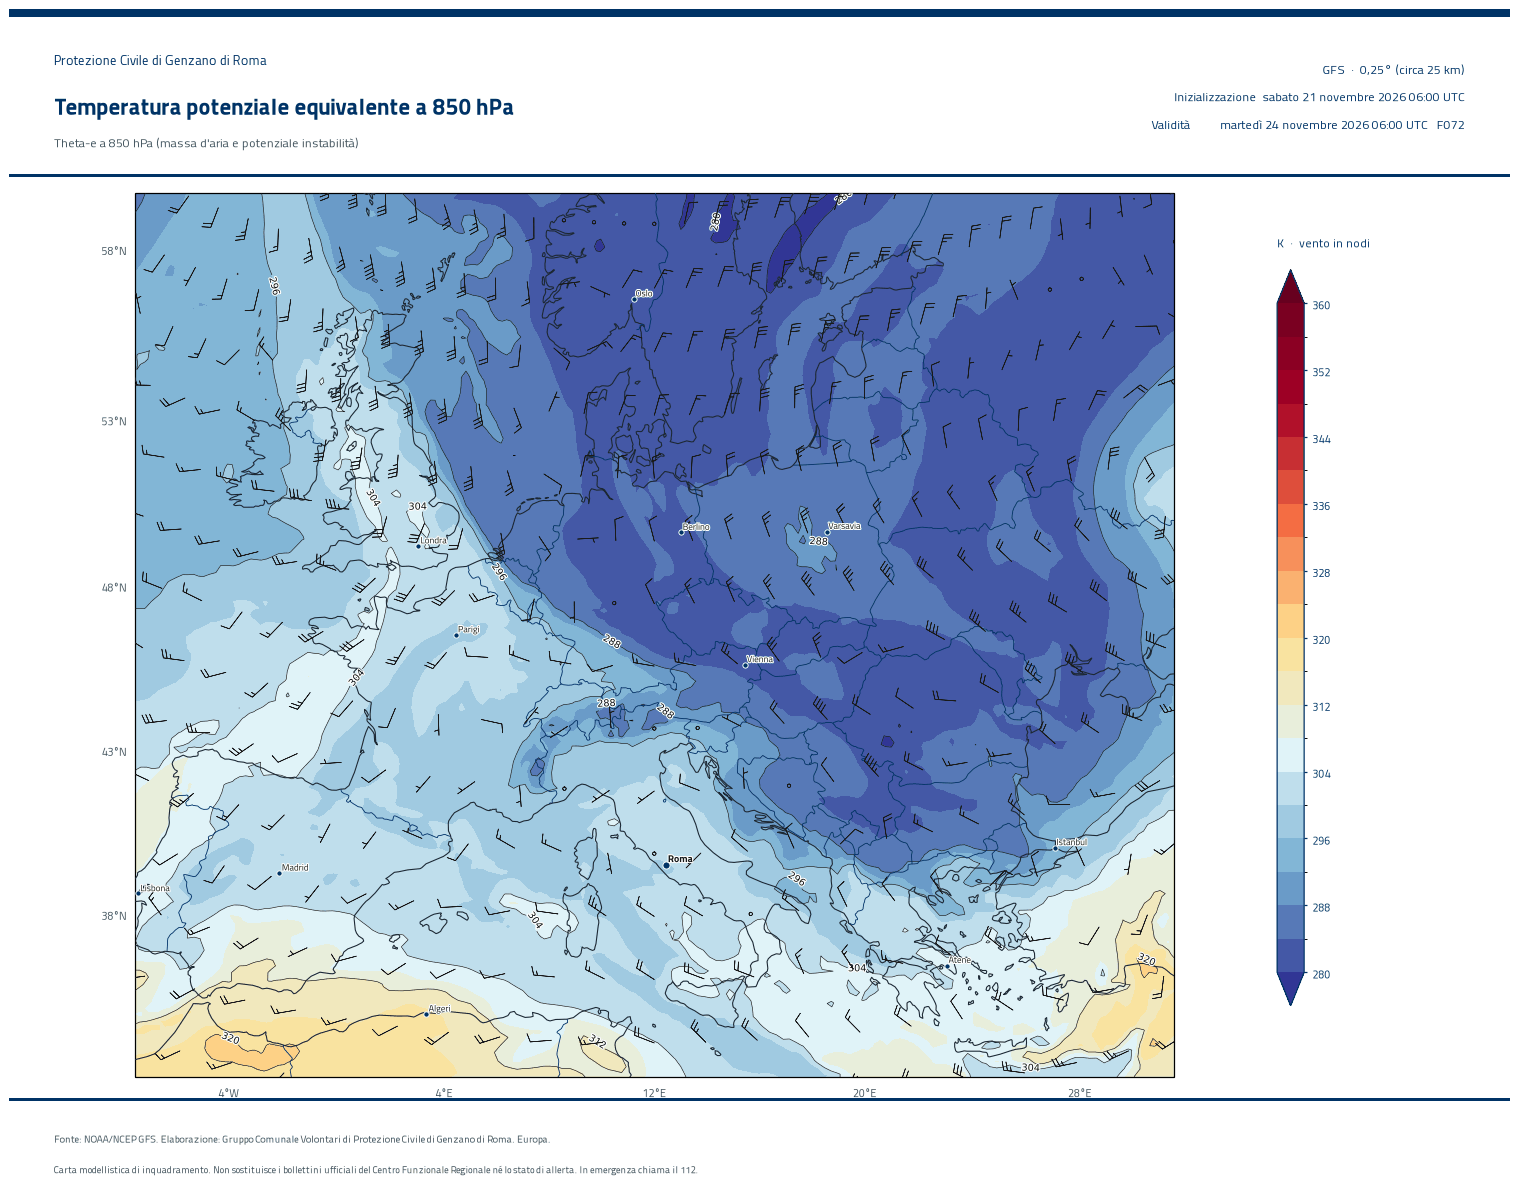 Protezione Civile di Genzano di Roma
Temperatura potenziale equivalente a 850 hPa
Theta-e a 850 hPa (massa d'aria e potenziale instabilità)
GFS · 0,25° (circa 25 km)
Inizializzazione sabato 21 novembre 2026 06:00 UTC
Validità martedì 24 novembre 2026 06:00 UTC F072
K · vento in nodi
360
352
344
336
328
320
312
304
296
288
280
58°N
53°N
48°N
43°N
38°N
4°W
4°E
12°E
20°E
28°E
288
296
Oslo
304
304
Londra
Berlino
Varsavia
288
296
Parigi
288
Vienna
304
288
288
Istanbul
Roma
Madrid
Lisbona
296
304
304
Atene
320
Algeri
320
312
304
Fonte: NOAA/NCEP GFS. Elaborazione: Gruppo Comunale Volontari di Protezione Civile di Genzano di Roma. Europa.
Carta modellistica di inquadramento. Non sostituisce i bollettini ufficiali del Centro Funzionale Regionale né lo stato di allerta. In emergenza chiama il 112.